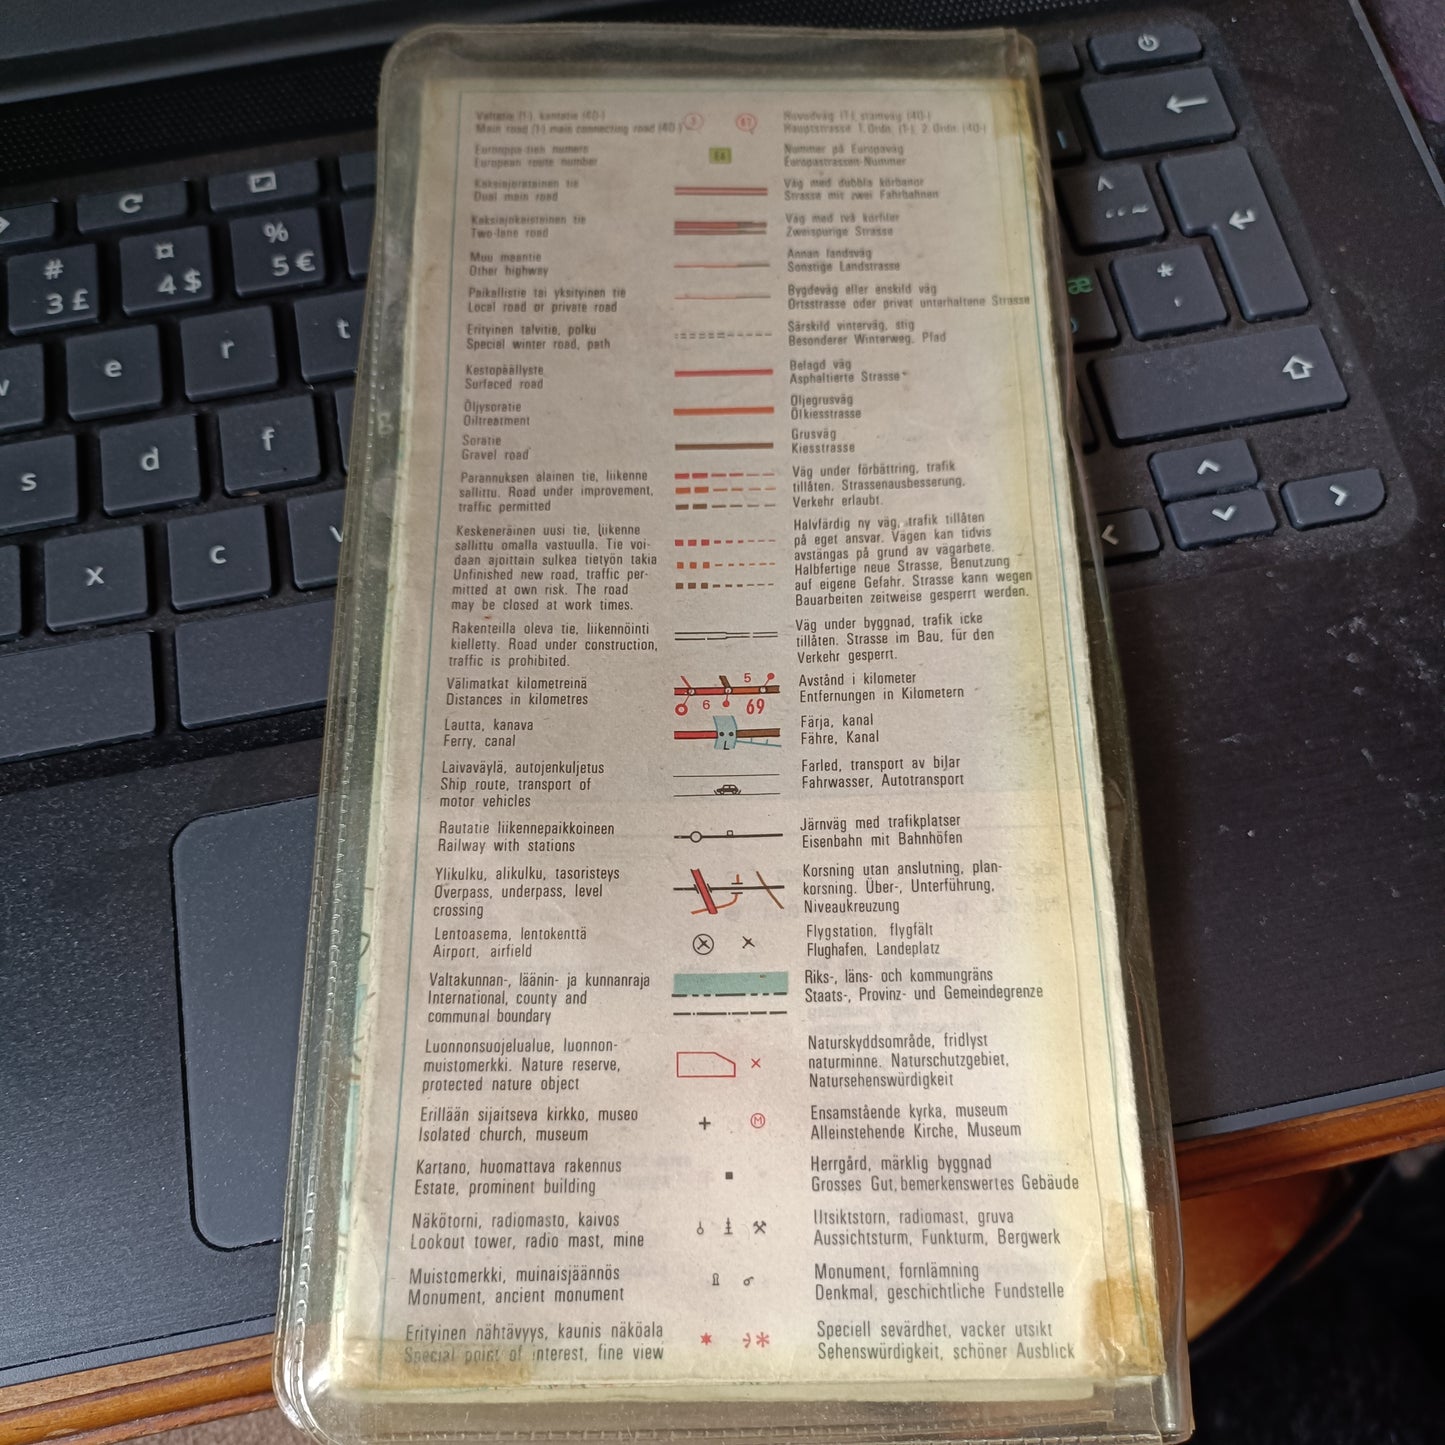 Valtatie (1-), kantatie (40-)
Main road (1-) main connecting road (40-)
3
61
Huvudväg (1-), stamväg (40-)
Hauptstrasse 1. Ordn. (1-), 2. Ordn. (40-)
Eurooppa-tien numero
European route number
E4
Nummer på Europaväg
Europastrassen-Nummer
Kaksiajoratainen tie
Dual main road
Väg med dubbla körbanor
Strasse mit zwei Fahrbahnen
Kaksiajokaistainen tie
Two-lane road
Väg med två körfiler
Zweispurige Strasse
Muu maantie
Other highway
Annan landsväg
Sonstige Landstrasse
Paikallistie tai yksityinen tie
Local road or private road
Bygdeväg eller enskild väg
Ortsstrasse oder privat unterhaltene Strasse
Erityinen talvitie, polku
Special winter road, path
Särskild vinterväg, stig
Besonderer Winterweg, Pfad
Kestopäällyste
Surfaced road
Belagd väg
Asphaltierte Strasse
Öljysoratie
Oiltreatment
Oljegrusväg
Ölkiesstrasse
Soratie
Gravel road
Grusväg
Kiesstrasse
Parannuksen alainen tie, liikenne
sallittu. Road under improvement,
traffic permitted
Väg under förbättring, trafik
tillåten. Strassenausbesserung,
Verkehr erlaubt.
Keskeneräinen uusi tie, liikenne
sallittu omalla vastuulla. Tie voi-
daan ajoittain sulkea tietyön takia
Unfinished new road, traffic per-
mitted at own risk. The road
may be closed at work times.
Halvfärdig ny väg, trafik tillåten
på eget ansvar. Vägen kan tidvis
avstängas på grund av vägarbete.
Halbfertige neue Strasse, Benutzung
auf eigene Gefahr. Strasse kann wegen
Bauarbeiten zeitweise gesperrt werden.
Rakenteilla oleva tie, liikennöinti
kielletty. Road under construction,
traffic is prohibited.
Väg under byggnad, trafik icke
tillåten. Strasse im Bau, für den
Verkehr gesperrt.
Välimatkat kilometreinä
Distances in kilometres
5
6
69
Avstånd i kilometer
Entfernungen in Kilometern
Lautta, kanava
Ferry, canal
L
Färja, kanal
Fähre, Kanal
Laivaväylä, autojenkuljetus
Ship route, transport of
motor vehicles
Farled, transport av bilar
Fahrwasser, Autotransport
Rautatie liikennepaikkoineen
Railway with stations
Järnväg med trafikplatser
Eisenbahn mit Bahnhöfen
Ylikulku, alikulku, tasoristeys
Overpass, underpass, level
crossing
Korsning utan anslutning, plan-
korsning. Über-, Unterführung,
Niveaukreuzung
Lentoasema, lentokenttä
Airport, airfield
Flygstation, flygfält
Flughafen, Landeplatz
Valtakunnan-, läänin- ja kunnanraja
International, county and
communal boundary
Riks-, läns- och kommungräns
Staats-, Provinz- und Gemeindegrenze
Luonnonsuojelualue, luonnon-
muistomerkki. Nature reserve,
protected nature object
Naturskyddsområde, fridlyst
naturminne. Naturschutzgebiet,
Natursehenswürdigkeit
Erillään sijaitseva kirkko, museo
Isolated church, museum
M
Ensamstående kyrka, museum
Alleinstehende Kirche, Museum
Kartano, huomattava rakennus
Estate, prominent building
Herrgård, märklig byggnad
Grosses Gut, bemerkenswertes Gebäude
Näkötorni, radiomasto, kaivos
Lookout tower, radio mast, mine
Utsiktstorn, radiomast, gruva
Aussichtsturm, Funkturm, Bergwerk
Muistomerkki, muinaisjäännös
Monument, ancient monument
Monument, fornlämning
Denkmal, geschichtliche Fundstelle
Erityinen nähtävyys, kaunis näköala
Special point of interest, fine view
Speciell sevärdhet, vacker utsikt
Sehenswürdigkeit, schöner Ausblick
#
3 £
¤
4 $
%
5 €
e
r
t
s
d
f
x
c
v
^
¨ ~
*
'
æ